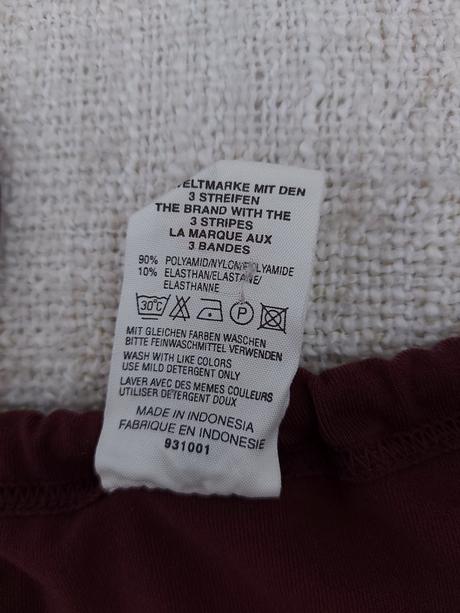 WELTMARKE MIT DEN
3 STREIFEN
THE BRAND WITH THE
3 STRIPES
LA MARQUE AUX
3 BANDES
90% POLYAMID/NYLON/POLYAMIDE
10% ELASTHAN/ELASTANE/
ELASTHANNE
30°C P
MIT GLEICHEN FARBEN WASCHEN
BITTE FEINWASCHMITTEL VERWENDEN
WASH WITH LIKE COLORS
USE MILD DETERGENT ONLY
LAVER AVEC DES MEMES COULEURS
UTILISER DETERGENT DOUX
MADE IN INDONESIA
FABRIQUE EN INDONESIE
931001